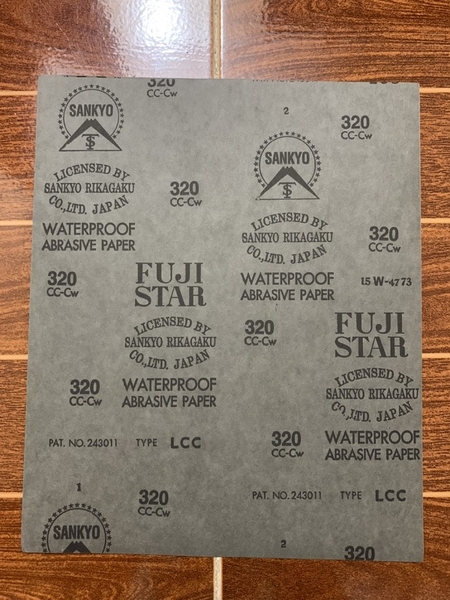 320
CC-Cw
SANKYO
TS
LICENSED BY
SANKYO RIKAGAKU
CO.,LTD. JAPAN
WATERPROOF
ABRASIVE PAPER
320
CC-Cw
320
CC-Cw
FUJI
STAR
LICENSED BY
SANKYO RIKAGAKU
CO.,LTD. JAPAN
WATERPROOF
ABRASIVE PAPER
320
CC-Cw
PAT. NO. 243011 TYPE LCC
1
320
CC-Cw
SANKYO
2
320
CC-Cw
SANKYO
TS
LICENSED BY
SANKYO RIKAGAKU
CO.,LTD. JAPAN
320
CC-Cw
WATERPROOF
ABRASIVE PAPER
15 W-4773
320
CC-Cw
FUJI
STAR
LICENSED BY
SANKYO RIKAGAKU
CO.,LTD. JAPAN
WATERPROOF
ABRASIVE PAPER
320
CC-Cw
PAT. NO. 243011 TYPE LCC
2
320